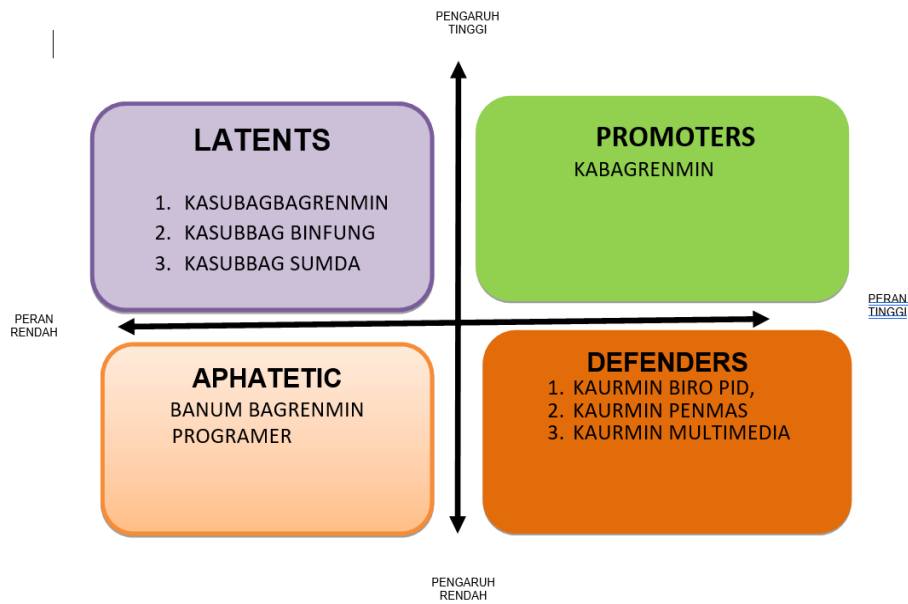 PENGARUH
TINGGI
LATENTS
1. KASUBAGBAGRENMIN
2. KASUBBAG BINFUNG
3. KASUBBAG SUMDA
PROMOTERS
KABAGRENMIN
PERAN
RENDAH
PERAN
TINGGI
APHATETIC
BANUM BAGRENMIN
PROGRAMER
DEFENDERS
1. KAURMIN BIRO PID,
2. KAURMIN PENMAS
3. KAURMIN MULTIMEDIA
PENGARUH
RENDAH